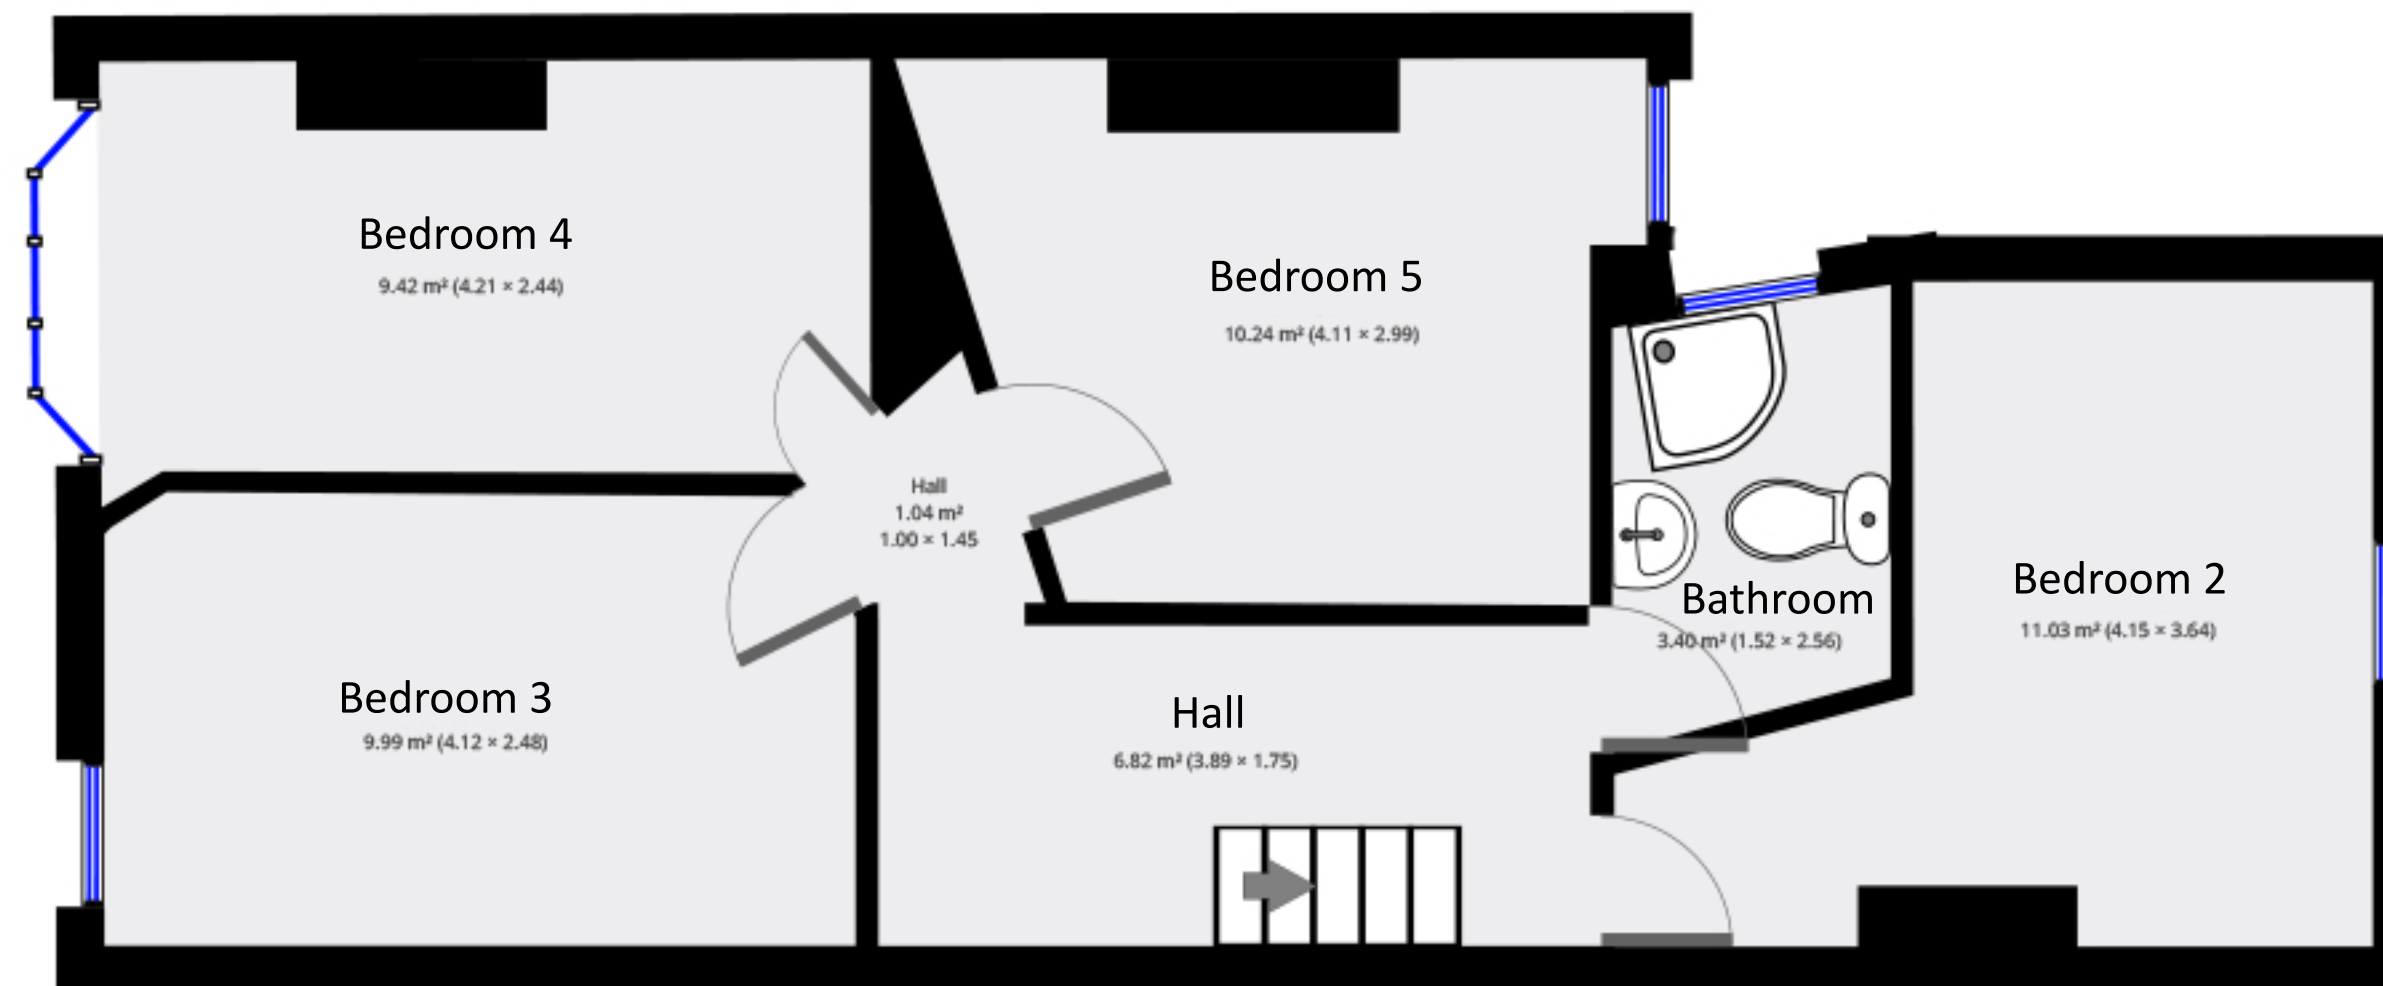 Bedroom 4
9.42 m² (4.21 × 2.44)
Bedroom 5
10.24 m² (4.11 × 2.99)
Hall
1.04 m²
1.00 × 1.45
Bathroom
3.40 m² (1.52 × 2.56)
Bedroom 2
11.03 m² (4.15 × 3.64)
Bedroom 3
9.99 m² (4.12 × 2.48)
Hall
6.82 m² (3.89 × 1.75)